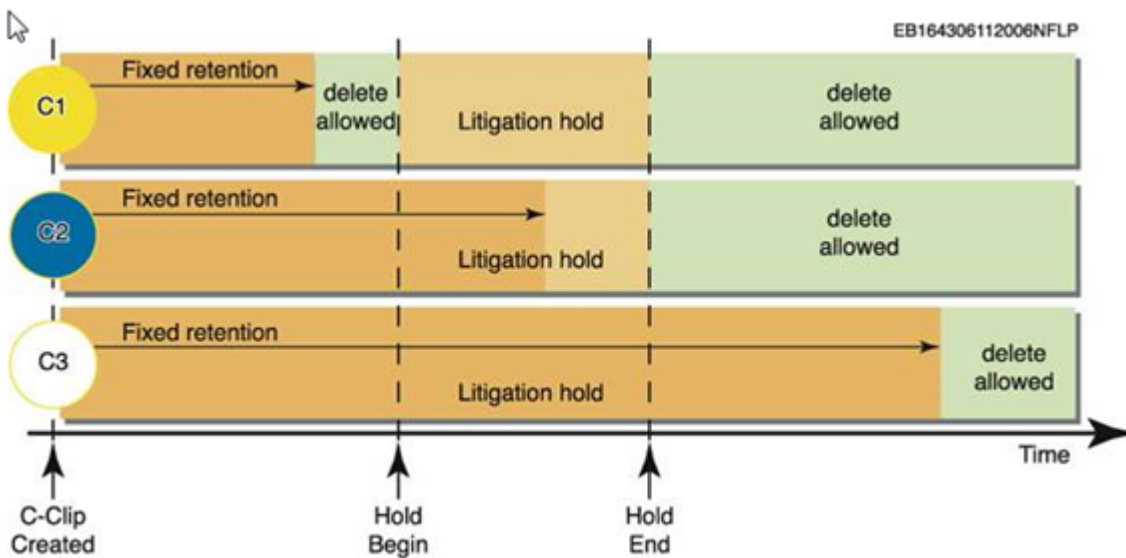 EB164306112006NFLP
C1
Fixed retention
delete
allowed
Litigation hold
delete
allowed
C2
Fixed retention
Litigation hold
delete
allowed
C3
Fixed retention
Litigation hold
delete
allowed
Time
C-Clip
Created
Hold
Begin
Hold
End